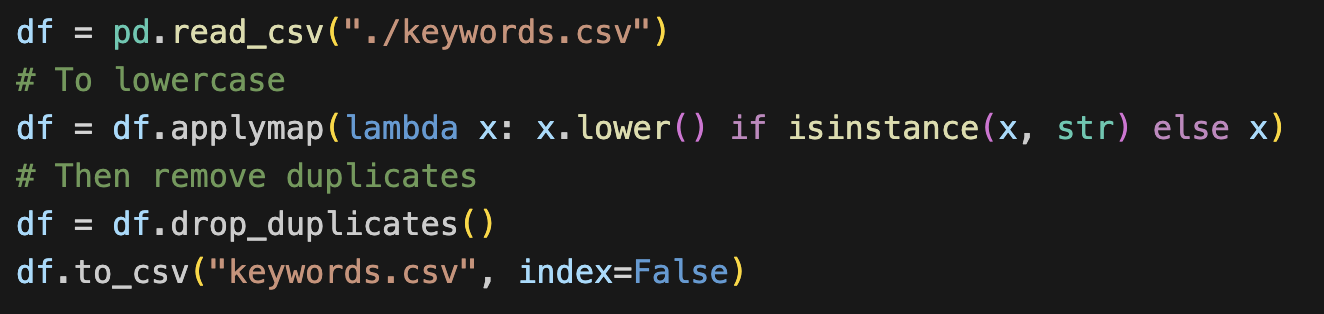 df = pd.read_csv("./keywords.csv")
# To lowercase
df = df.applymap(lambda x: x.lower() if isinstance(x, str) else x)
# Then remove duplicates
df = df.drop_duplicates()
df.to_csv("keywords.csv", index=False)